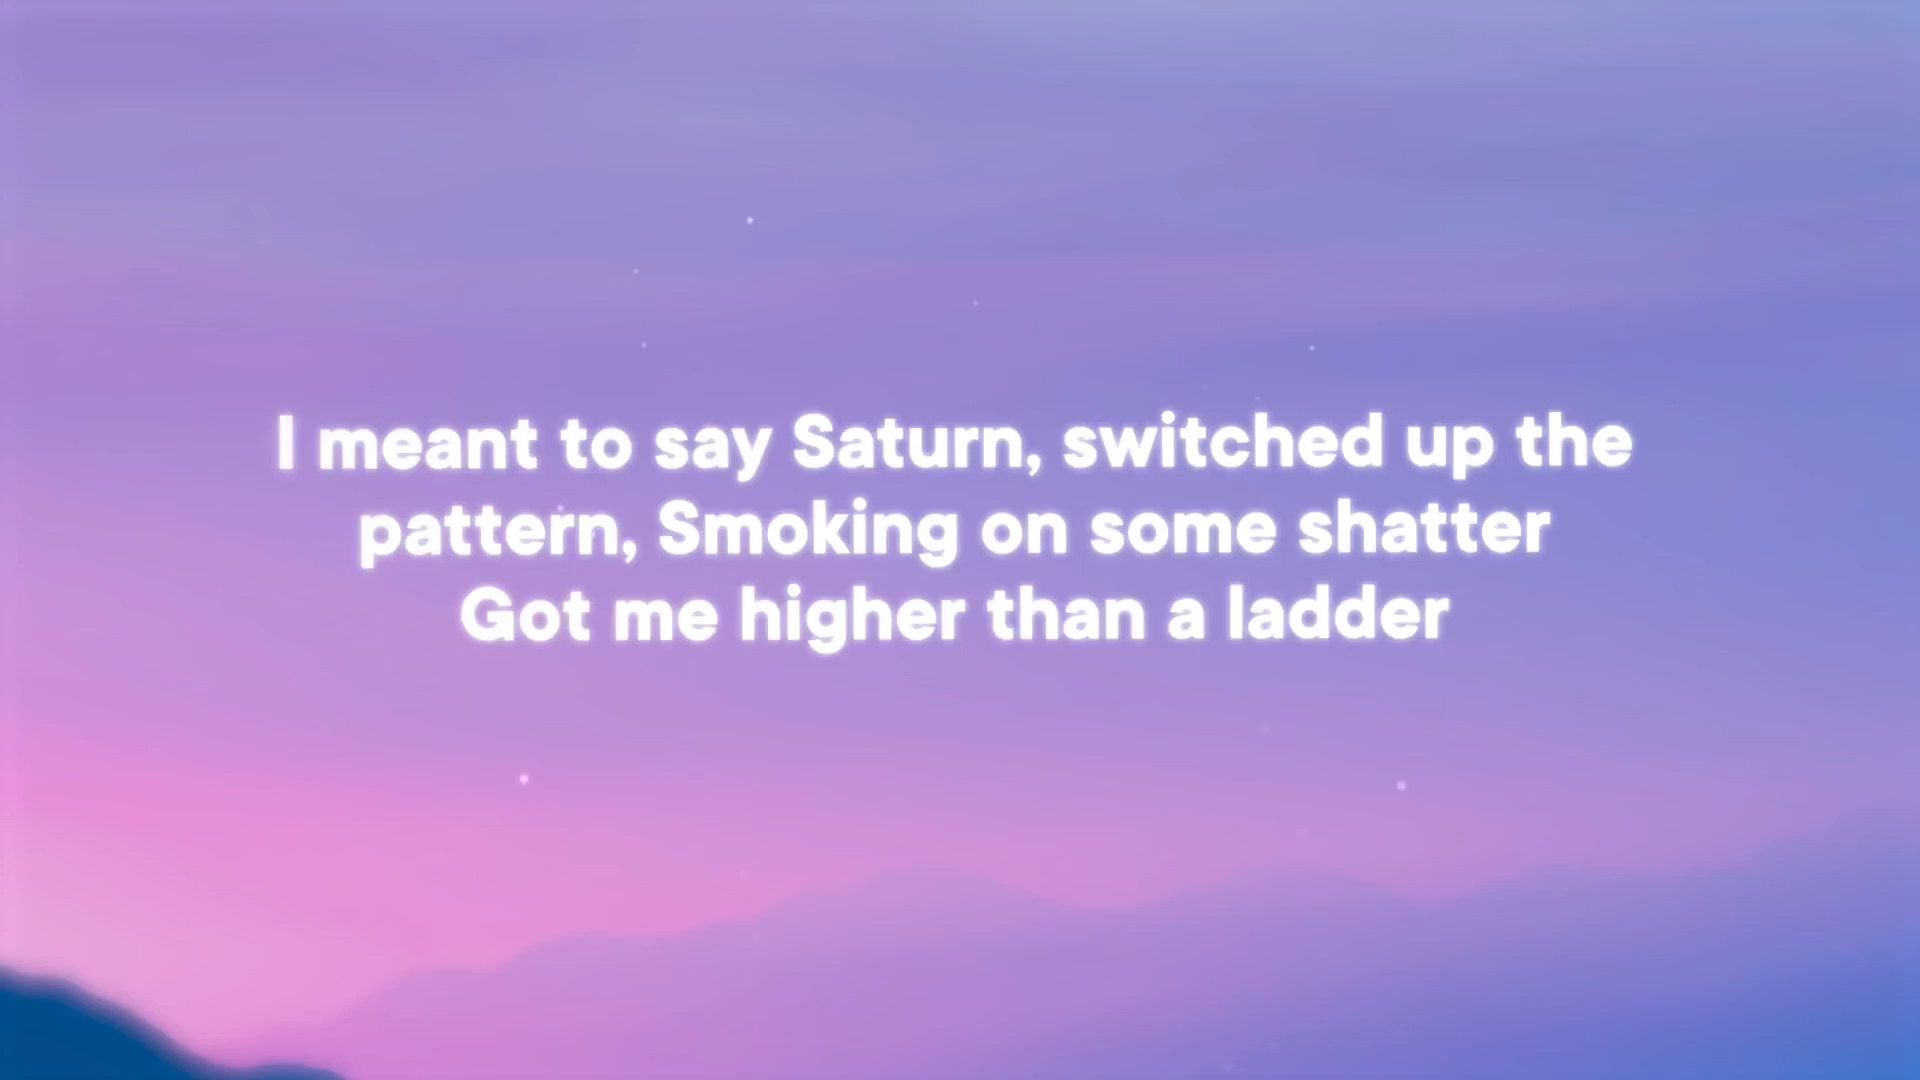 I meant to say Saturn, switched up the
pattern, Smoking on some shatter
Got me higher than a ladder